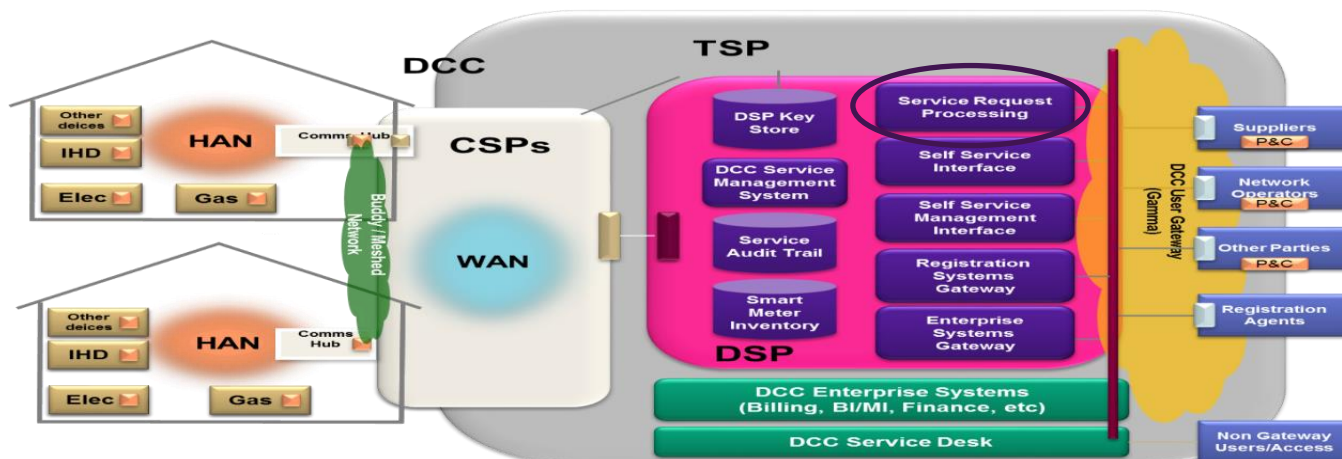 TSP
DCC
Other
deices
IHD
HAN
Comms Hub
Elec
Gas
Buddy / Meshed
Network
Other
deices
IHD
HAN
Comms
Hub
Elec
Gas
CSPs
WAN
DSP Key
Store
DCC Service
Management
System
Service
Audit Trail
Smart
Meter
Inventory
DSP
Service Request
Processing
Self Service
Interface
Self Service
Management
Interface
Registration
Systems
Gateway
Enterprise
Systems
Gateway
DCC Enterprise Systems
(Billing, BI/MI, Finance, etc)
DCC Service Desk
DCC User Gateway
(Gamma)
Suppliers
P&C
Network
Operators
P&C
Other Parties
P&C
Registration
Agents
Non Gateway
Users/Access